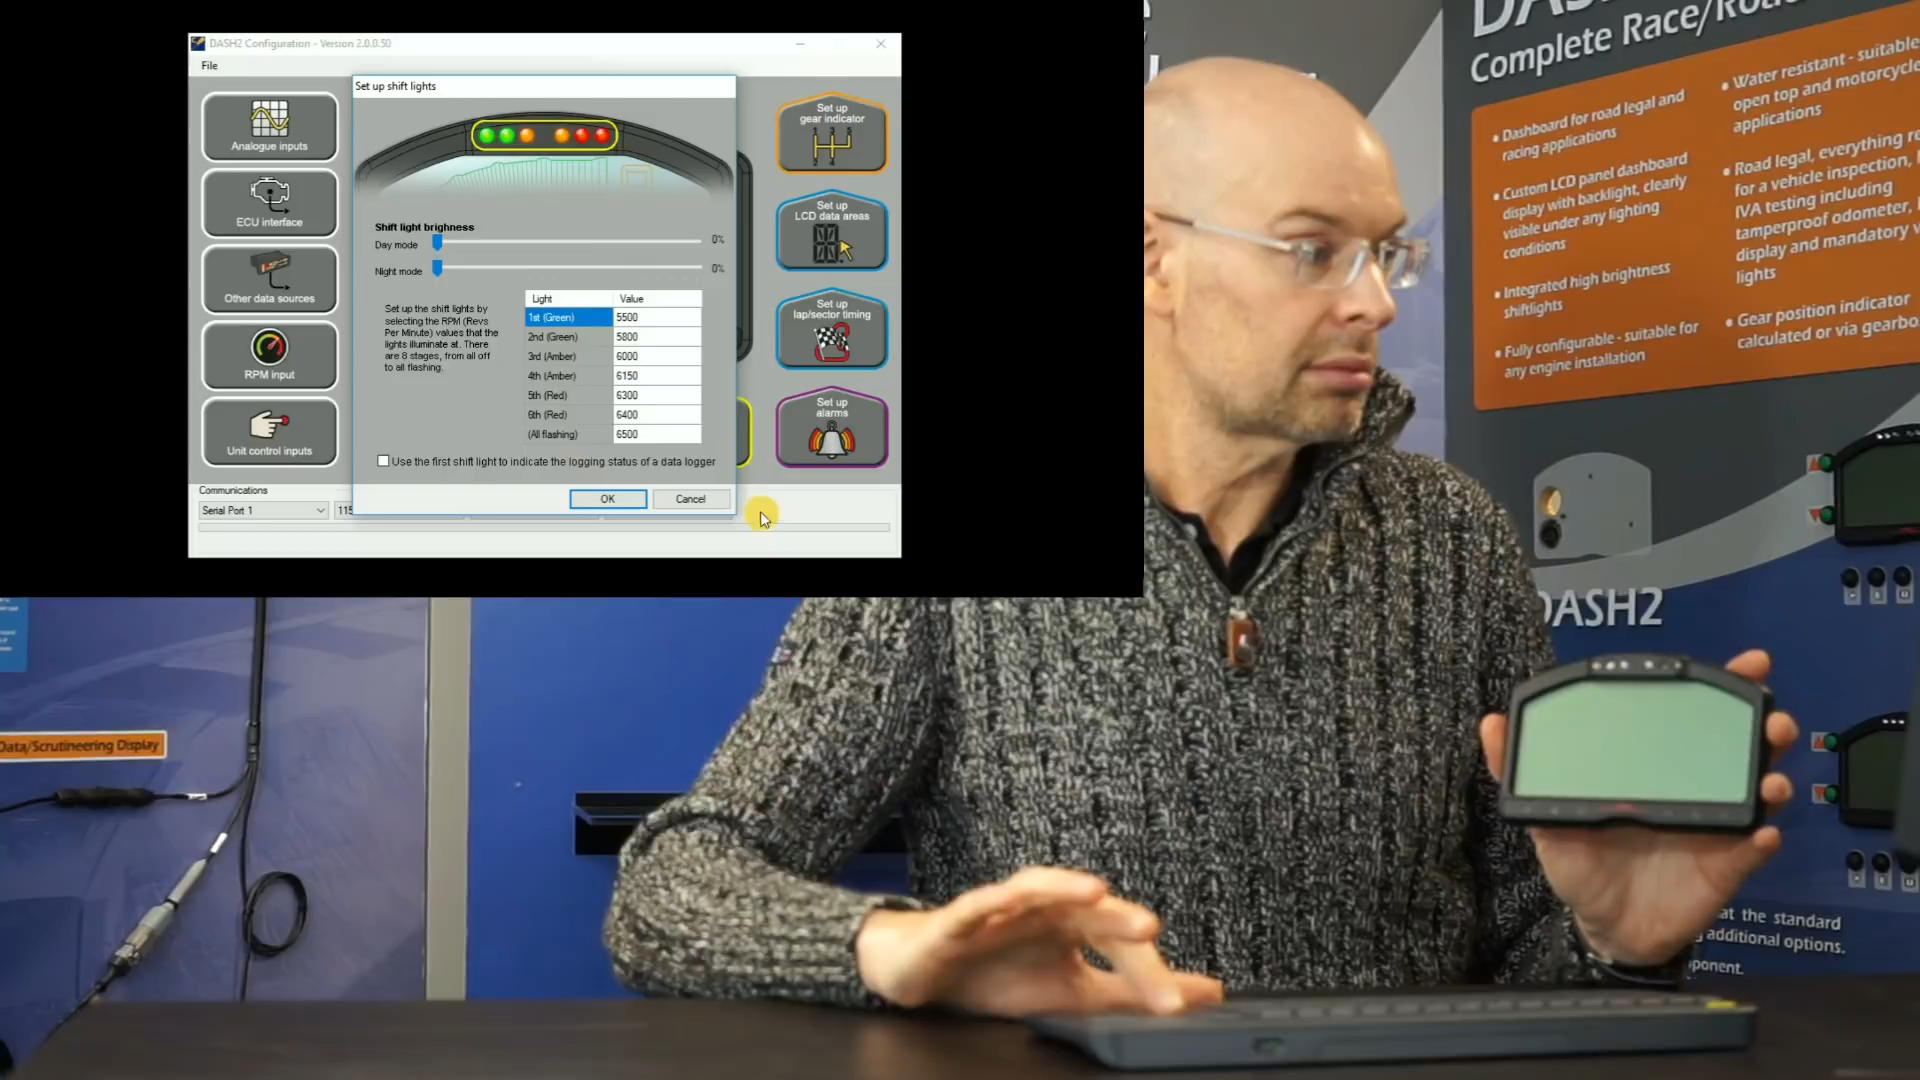 DASH2 Configuration - Version 2.0.0.50
File
Analogue inputs
ECU interface
Other data sources
RPM input
Unit control inputs
Set up shift lights
Shift light brighness
Day mode
0%
Night mode
0%
Set up the shift lights by
selecting the RPM (Revs
Per Minute) values that the
lights illuminate at. There
are 8 stages, from all off
to all flashing.
Light Value
1st (Green) 5500
2nd (Green) 5800
3rd (Amber) 6000
4th (Amber) 6150
5th (Red) 6300
6th (Red) 6400
(All flashing) 6500
Use the first shift light to indicate the logging status of a data logger
OK
Cancel
Set up
gear indicator
Set up
LCD data areas
Set up
lap/sector timing
Set up
alarms
Communications
Serial Port 1
115
Complete Race/Road
• Dashboard for road legal and
racing applications
• Custom LCD panel dashboard
display with backlight, clearly
visible under any lighting
conditions
• Integrated high brightness
shiftlights
• Fully configurable - suitable for
any engine installation
• Water resistant - suitable
open top and motorcycle
applications
• Road legal, everything re
for a vehicle inspection,
IVA testing including
tamperproof odometer,
display and mandatory
lights
• Gear position indicator
calculated or via gearbo
DASH2
Data/Scrutineering Display
at the standard
additional options.
ponent.